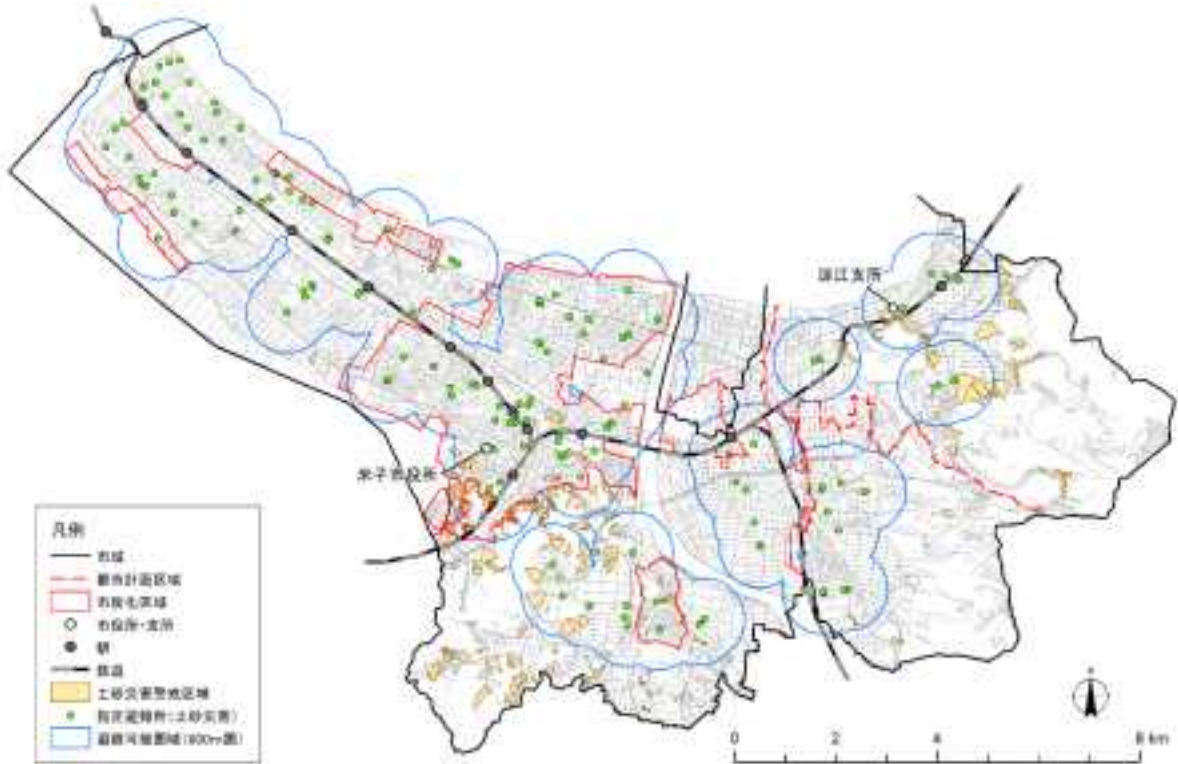 淀江支所
米子市役所
凡例
市域
都市計画区域
市街化区域
市役所・支所
駅
鉄道
土砂災害警戒区域
指定避難所(土砂災害)
避難可能圏域(800m圏)
0 2 4 8 km